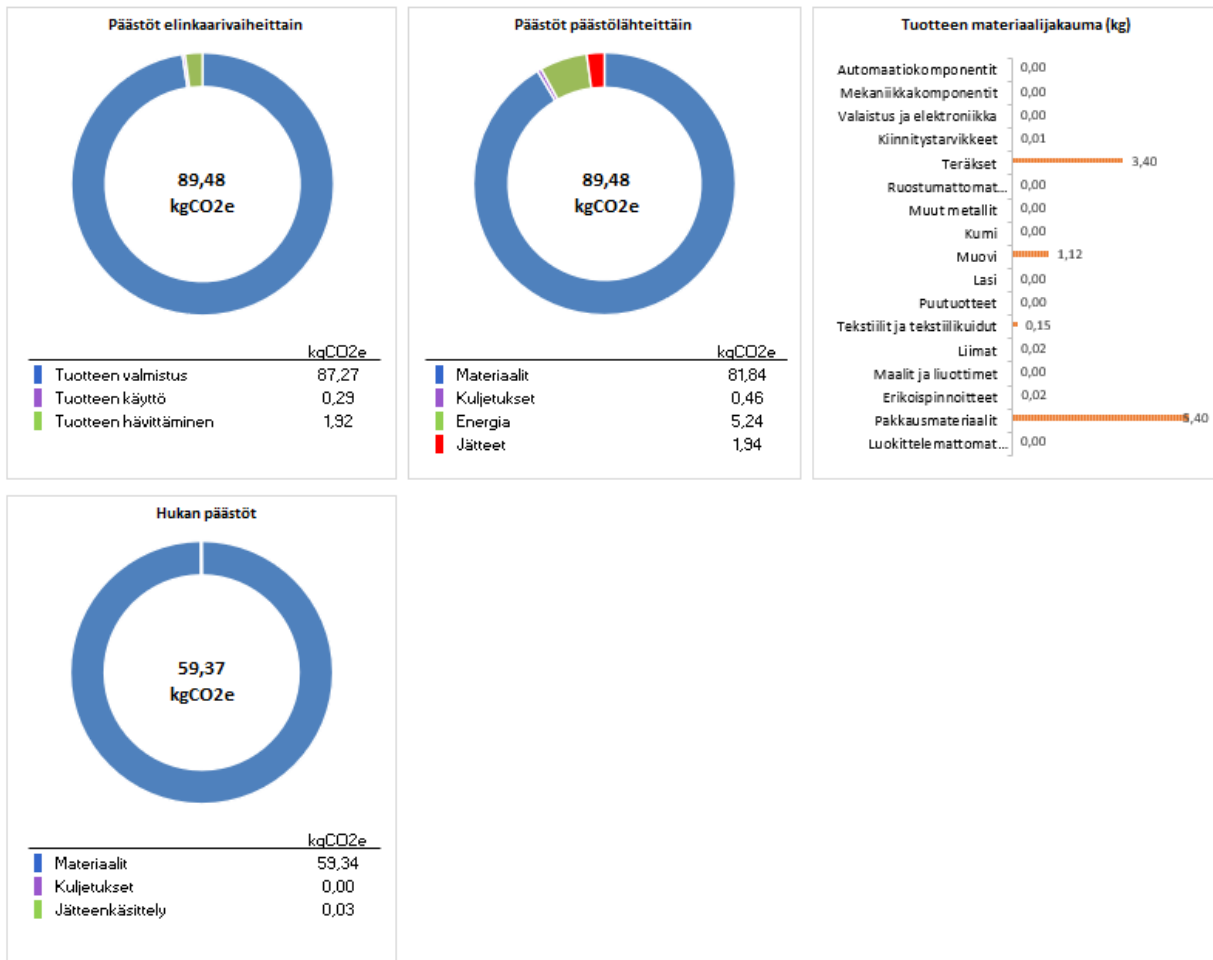 Päästöt elinkaarivaiheittain
89,48
kgCO2e
kgCO2e
Tuotteen valmistus 87,27
Tuotteen käyttö 0,29
Tuotteen hävittäminen 1,92
Päästöt päästölähteittäin
89,48
kgCO2e
kgCO2e
Materiaalit 81,84
Kuljetukset 0,46
Energia 5,24
Jätteet 1,94
Tuotteen materiaalijakauma (kg)
Automaatiokomponentit 0,00
Mekaniikkakomponentit 0,00
Valaistus ja elektroniikka 0,00
Kiinnitystarvikkeet 0,01
Teräkset 3,40
Ruostumattomat... 0,00
Muut metallit 0,00
Kumi 0,00
Muovi 1,12
Lasi 0,00
Puutuotteet 0,00
Tekstiilit ja tekstiilikuidut 0,15
Liimat 0,02
Maalit ja liuottimet 0,00
Erikoispinnoitteet 0,02
Pakkausmateriaalit 5,40
Luokittelemattomat... 0,00
Hukan päästöt
59,37
kgCO2e
kgCO2e
Materiaalit 59,34
Kuljetukset 0,00
Jätteenkäsittely 0,03